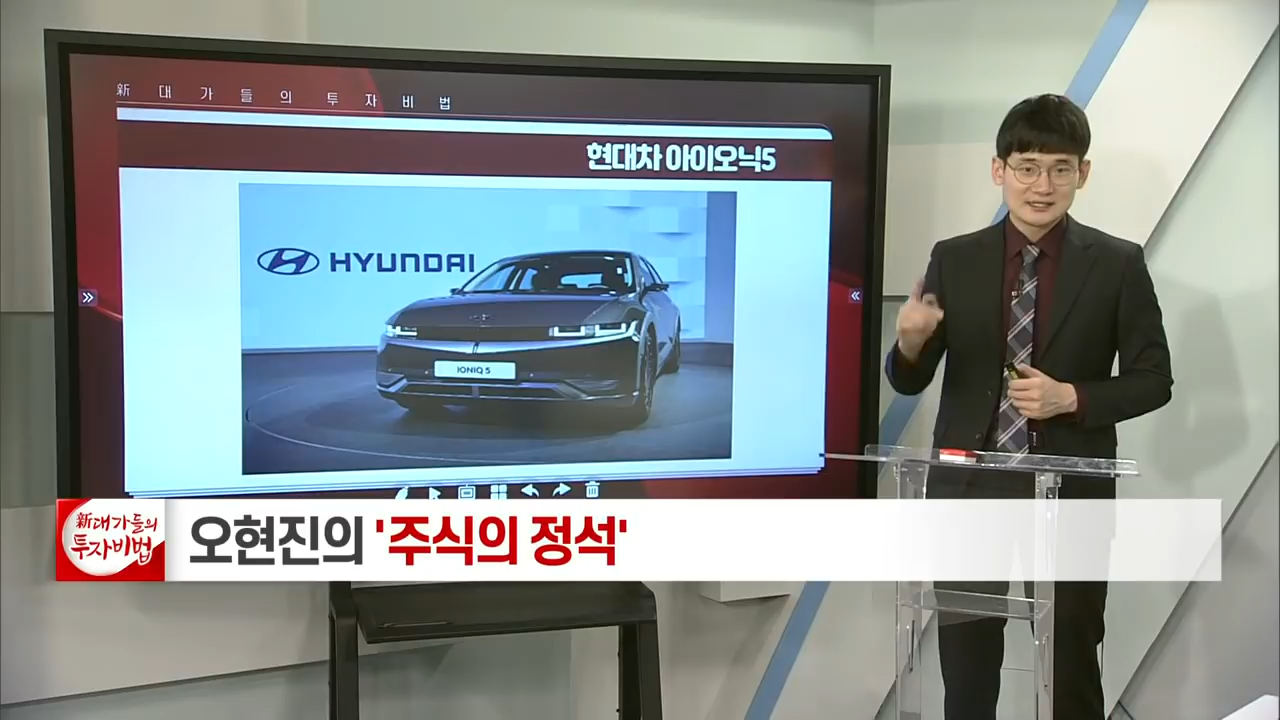 新 대 가 들 의 투 자 비 법
현대차 아이오닉5
HYUNDAI
IONIQ 5
新대가들의
투자비법
오현진의 '주식의 정석'